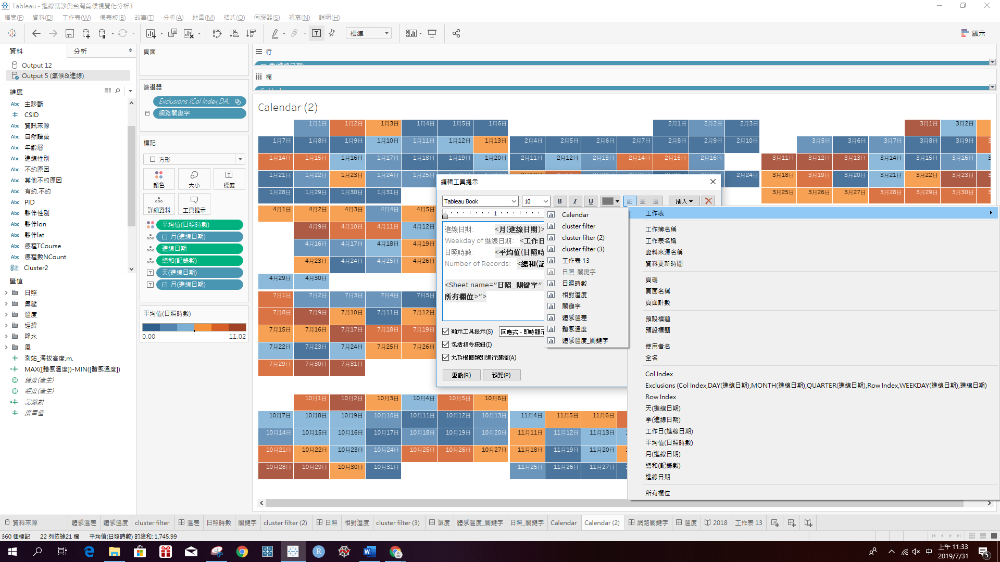 Tableau - 進線就診與台灣氣候視覺化分析3
檔案(F) 資料(D) 工作表(W) 儀表板(B) 故事(T) 分析(A) 地圖(M) 格式(O) 伺服器(S) 視窗(N) 說明(H)
標準
顯示
資料 分析
Output 12
Output 5 (氣候&進線)
維度
Abc 主診斷
CSID
Abc 資訊來源
Abc 自然語彙
Abc 年齡層
Abc 進線性別
Abc 不約原因
Abc 其他不約原因
Abc 有約.不約
Abc PID
Abc 夥伴性別
Abc 夥伴lon
Abc 夥伴lat
Abc 療程TCourse
Abc 療程數NCount
Cluster2
量值
日照
氣壓
溫度
經緯
降水
風
測站_海拔高度.m.
MAX([體感溫度])-MIN([體感溫度])
緯度(產生)
經度(產生)
記錄數
度量值
頁面
篩選器
Exclusions (Col Index,DA..
網路關鍵字
標記
方形
顏色 大小 標籤
詳細資料 工具提示
平均值(日照時數)
月(進線日期)
進線日期
總和(記錄數)
天(進線日期)
月(進線日期)
平均值(日照時數)
0.00 11.02
行
欄
Calendar (2)
1月1日 1月2日 1月3日 1月4日 1月5日 1月6日 2月1日 2月2日 2月3日 3月1日 3月2日
1月7日 1月8日 1月9日 1月10日 1月11日 1月12日 1月13日 2月4日 2月5日 2月6日 2月7日 2月8日 2月9日 2月10日 3月5日 3月6日 3月7日 3月8日 3月9日
1月14日 1月15日 1月16日 1月17日 1月18日 1月19日 1月20日 2月11日 2月12日 2月13日 2月14日 2月15日 2月16日 3月11日 3月12日 3月13日 3月14日 3月15日 3月16日
1月21日 1月22日 1月23日 1月24日 1月25日 2月24日 3月18日 3月19日 3月20日 3月21日 3月22日 3月23日
1月28日 1月29日 1月30日 1月31日 3月25日 3月26日 3月27日 3月28日 3月29日 3月30日
4月1日 4月2日 4月3日 4月4日 4月5日
4月9日 4月10日 4月11日 4月12日
4月16日 4月17日 4月18日 4月19日
4月23日 4月24日 4月25日 4月26日
4月29日 4月30日
7月1日 7月2日 7月3日 7月4日 7月5日
7月8日 7月9日 7月10日 7月11日 7月12日
7月15日 7月16日 7月17日 7月18日 7月19日
7月22日 7月23日 7月24日 7月25日 7月26日
7月29日 7月30日 7月31日
10月1日 10月2日 10月3日 10月4日 10月5日 10月6日
10月7日 10月8日 10月9日 10月10日 10月11日 10月12日 10月13日 11月4日 11月5日 11月6日
10月14日 10月15日 10月16日 10月17日 10月18日 10月19日 10月20日 11月11日 11月12日 11月13日
10月21日 10月22日 10月23日 10月24日 10月25日 10月26日 10月27日 11月18日 11月19日 11月20日
10月28日 10月29日 10月30日 10月31日 11月25日 11月26日 11月27日
編輯工具提示
Tableau Book 10 B I U 插入
1
進線日期: <月(進線日期)>
Weekday of 進線日期: <工作日
日照時數: <平均值(日照時
Number of Records: <總和(記
<Sheet name="日照_關鍵字"
所有欄位>">
顯示工具提示(S) 回應式 - 即時顯示
包括指令按鈕(I)
允許根據類別進行選擇(A)
重設(R) 預覽(P)
Calendar
cluster filter
cluster filter (2)
cluster filter (3)
工作表 13
日照_關鍵字
日照時數
相對溼度
關鍵字
體感溫差
體感溫度
體感溫度_關鍵字
工作表
工作簿名稱
工作表名稱
資料來源名稱
資料更新時間
頁碼
頁面名稱
頁面計數
預設標題
預設標題
使用者名
全名
Col Index
Exclusions (Col Index,DAY(進線日期),MONTH(進線日期),QUARTER(進線日期),Row Index,WEEKDAY(進線日期),進線日期)
Row Index
天(進線日期)
季(進線日期)
工作日(進線日期)
平均值(日照時數)
月(進線日期)
總和(記錄數)
進線日期
所有欄位
資料來源 體感溫差 體感溫度 cluster filter 溫差 日照時數 關鍵字 cluster filter (2) 日照 相對溼度 cluster filter (3) 濕度 體感溫度_關鍵字 日照_關鍵字 Calendar Calendar (2) 網路關鍵字 溫度 2018 工作表 13
360 個標記 22 列依據21 欄 平均值(日照時數) 的總和: 1,745.99
中 上午 11:33
2019/7/31
5